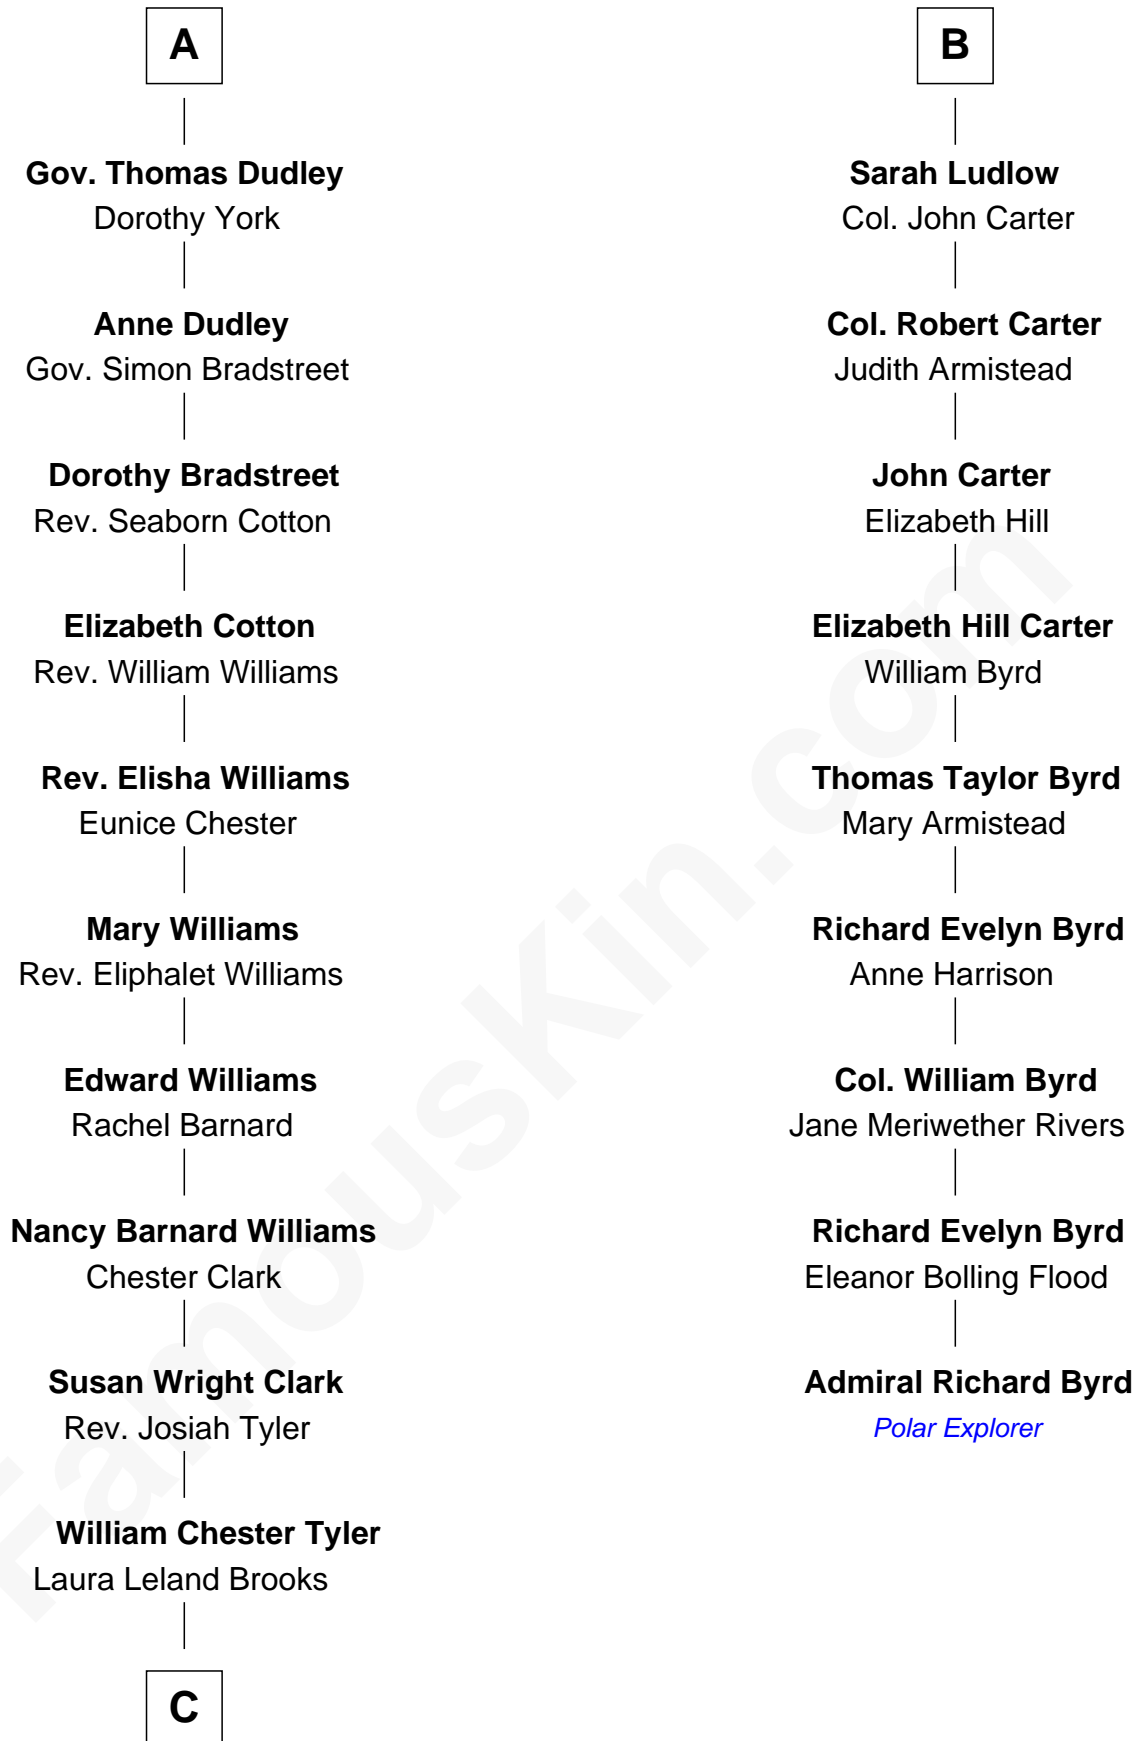 A
Gov. Thomas Dudley
Dorothy York
Anne Dudley
Gov. Simon Bradstreet
Dorothy Bradstreet
Rev. Seaborn Cotton
Elizabeth Cotton
Rev. William Williams
Rev. Elisha Williams
Eunice Chester
Mary Williams
Rev. Eliphalet Williams
Edward Williams
Rachel Barnard
Nancy Barnard Williams
Chester Clark
Susan Wright Clark
Rev. Josiah Tyler
William Chester Tyler
Laura Leland Brooks
C
B
Sarah Ludlow
Col. John Carter
Col. Robert Carter
Judith Armistead
John Carter
Elizabeth Hill
Elizabeth Hill Carter
William Byrd
Thomas Taylor Byrd
Mary Armistead
Richard Evelyn Byrd
Anne Harrison
Col. William Byrd
Jane Meriwether Rivers
Richard Evelyn Byrd
Eleanor Bolling Flood
Admiral Richard Byrd
Polar Explorer
FamousKin.com